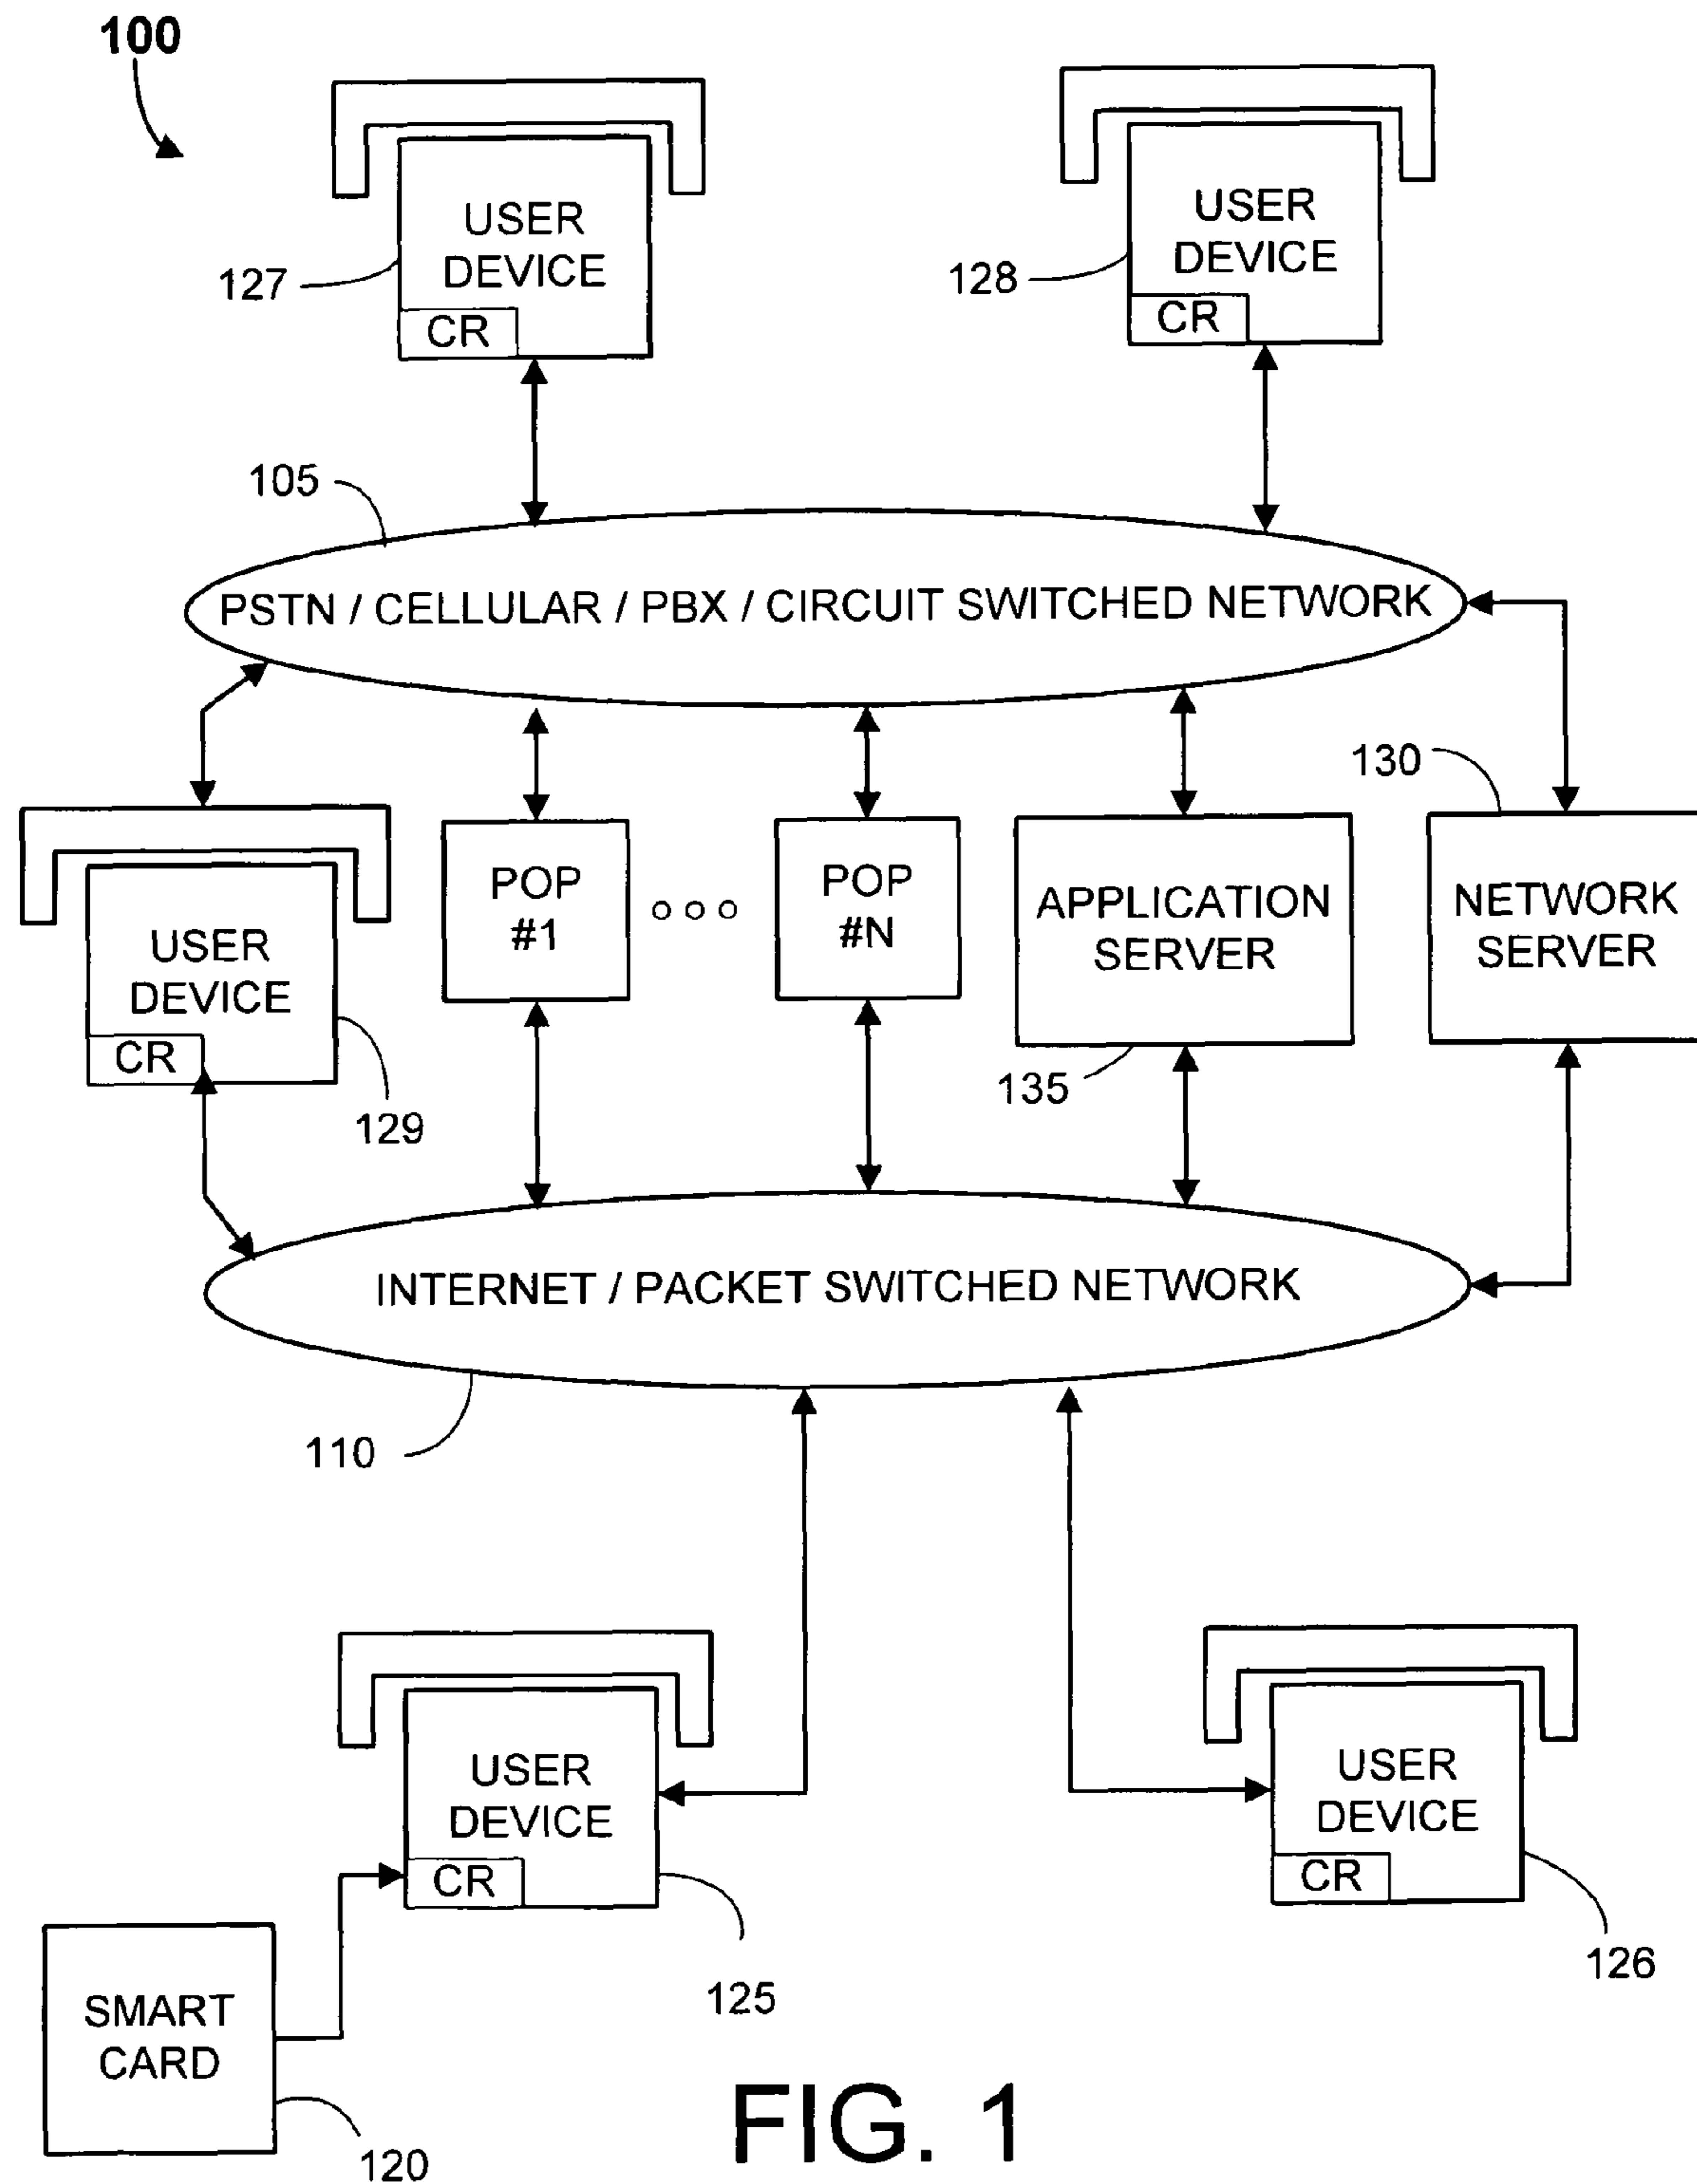 100
USER
DEVICE
127
CR
USER
DEVICE
128
CR
105
PSTN / CELLULAR / PBX / CIRCUIT SWITCHED NETWORK
130
POP
#1
POP
#N
APPLICATION
SERVER
NETWORK
SERVER
USER
DEVICE
CR
129
135
INTERNET / PACKET SWITCHED NETWORK
110
USER
DEVICE
CR
125
USER
DEVICE
CR
126
SMART
CARD
120
FIG. 1